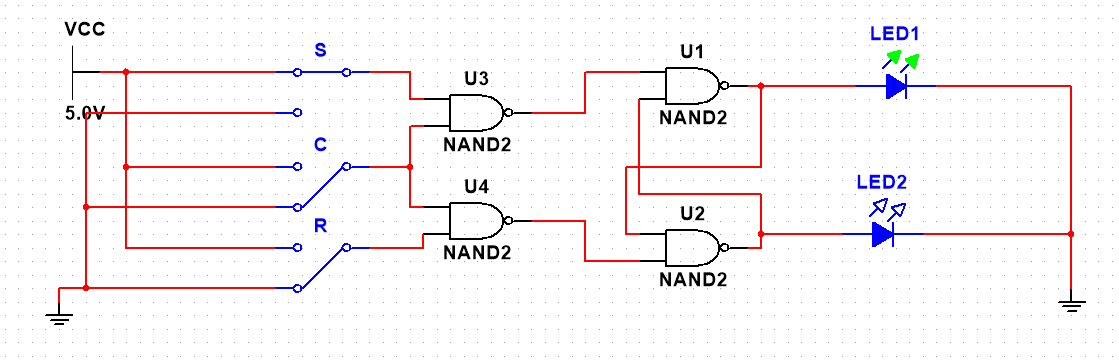 VCC
5.0V
S
C
R
U3
NAND2
U4
NAND2
U1
NAND2
U2
NAND2
LED1
LED2